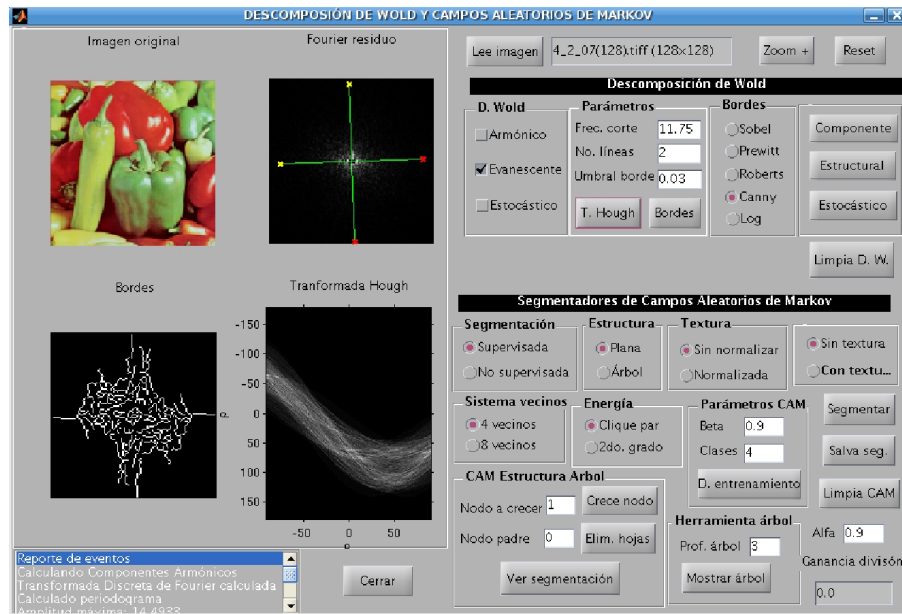 DESCOMPOSIÓN DE WOLD Y CAMPOS ALEATORIOS DE MARKOV
Imagen original
Fourier residuo
Lee imagen
4_2_07(128).tiff (128x128)
Zoom +
Reset
Descomposición de Wold
D. Wold
Armónico
Evanescente
Estocástico
Parámetros
Frec. corte 11.75
No. líneas 2
Umbral borde 0.03
T. Hough
Bordes
Bordes
Sobel
Prewitt
Roberts
Canny
Log
Componente
Estructural
Estocástico
Limpia D. W.
Bordes
Tranformada Hough
-150
-100
-50
0
50
100
150
-50 0 50
ρ
θ
Segmentadores de Campos Aleatorios de Markov
Segmentación
Supervisada
No supervisada
Estructura
Plana
Árbol
Textura
Sin normalizar
Normalizada
Sin textura
Con textu...
Sistema vecinos
4 vecinos
8 vecinos
Energía
Clique par
2do. grado
Parámetros CAM
Beta 0.9
Clases 4
D. entrenamiento
Segmentar
Salva seg.
Limpia CAM
CAM Estructura Arbol
Nodo a crecer 1
Crece nodo
Nodo padre 0
Elim. hojas
Ver segmentación
Herramienta árbol
Prof. árbol 3
Mostrar árbol
Alfa 0.9
Ganancia divisón
0.0
Reporte de eventos
Calculando Componentes Armónicos
Transformada Discreta de Fourier calculada
Calculado periodograma
Amplitud máxima: 14.4933
Cerrar